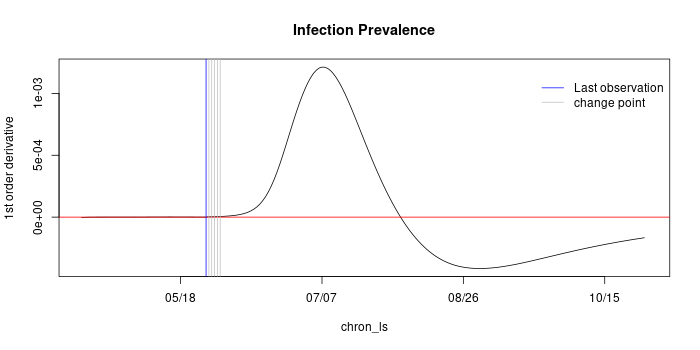 Infection Prevalence
1st order derivative
1e-03
5e-04
0e+00
Last observation
change point
05/18
07/07
08/26
10/15
chron_ls